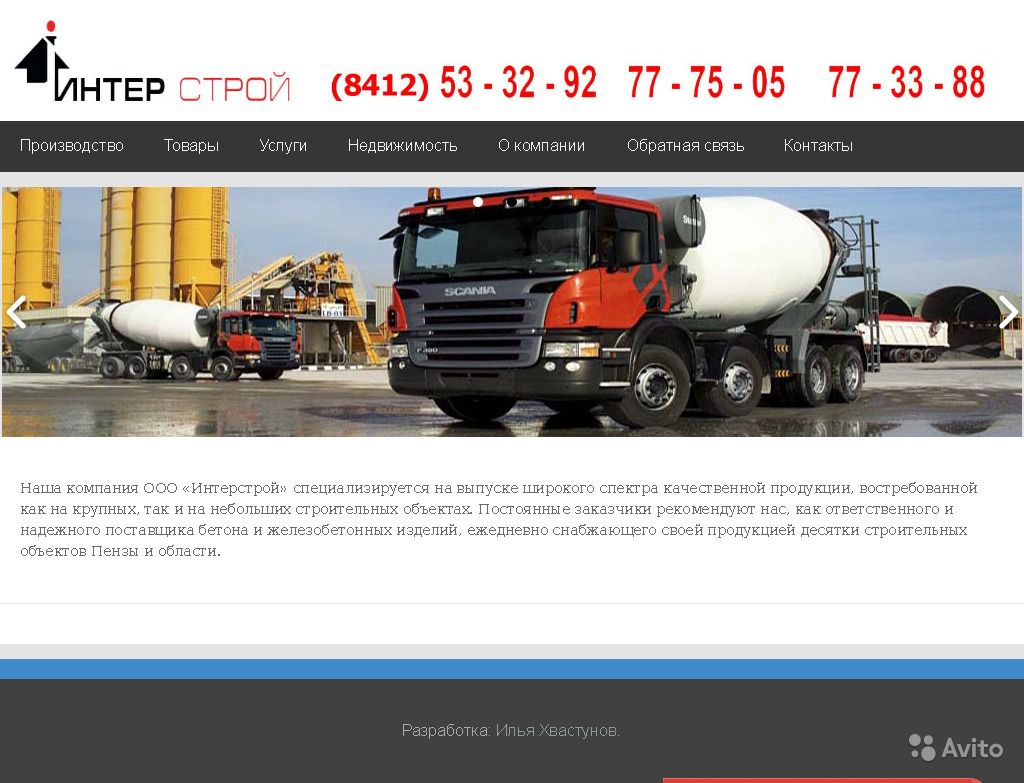 ИНТЕР СТРОЙ
(8412) 53 - 32 - 92 77 - 75 - 05 77 - 33 - 88
Производство Товары Услуги Недвижимость О компании Обратная связь Контакты
SCANIA
Наша компания ООО «Интерстрой» специализируется на выпуске широкого спектра качественной продукции, востребованной
как на крупных, так и на небольших строительных объектах. Постоянные заказчики рекомендуют нас, как ответственного и
надежного поставщика бетона и железобетонных изделий, ежедневно снабжающего своей продукцией десятки строительных
объектов Пензы и области.
Разработка: Илья Хвастунов.
Avito